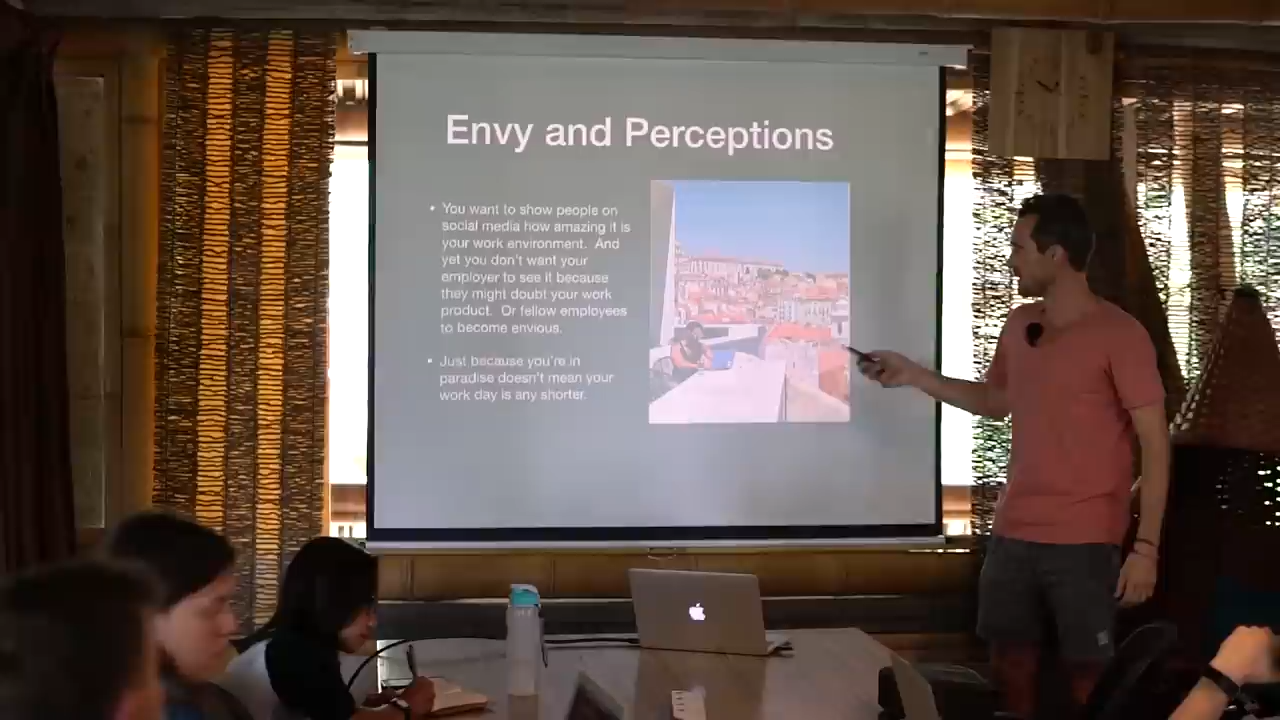 Envy and Perceptions
• You want to show people on
social media how amazing it is
your work environment. And
yet you don't want your
employer to see it because
they might doubt your work
product. Or fellow employees
to become envious.
• Just because you're in
paradise doesn't mean your
work day is any shorter.